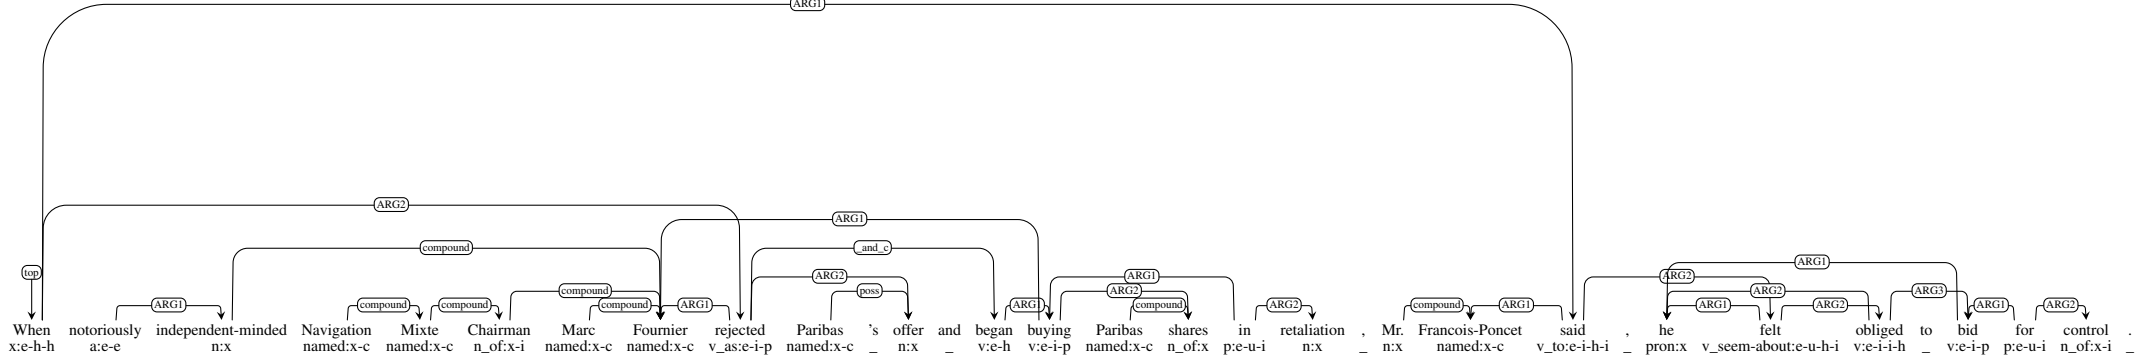 ARG1
ARG2
ARG1
compound _and_c
ARG1
top ARG2 ARG1 ARG2
compound poss ARG2 compound ARG2 ARG3
ARG1 compound compound compound ARG1 ARG1 compound ARG2 compound ARG1 ARG1 ARG2 ARG1 ARG2
When notoriously independent-minded Navigation Mixte Chairman Marc Fournier rejected Paribas 's offer and began buying Paribas shares in retaliation , Mr. Francois-Poncet said , he felt obliged to bid for control .
x:e-h-h a:e-e n:x named:x-c named:x-c n_of:x-i named:x-c named:x-c v_as:e-i-p named:x-c _ n:x _ v:e-h v:e-i-p named:x-c n_of:x p:e-u-i n:x _ n:x named:x-c v_to:e-i-h-i _ pron:x v_seem-about:e-u-h-i v:e-i-i-h _ v:e-i-p p:e-u-i n_of:x-i _